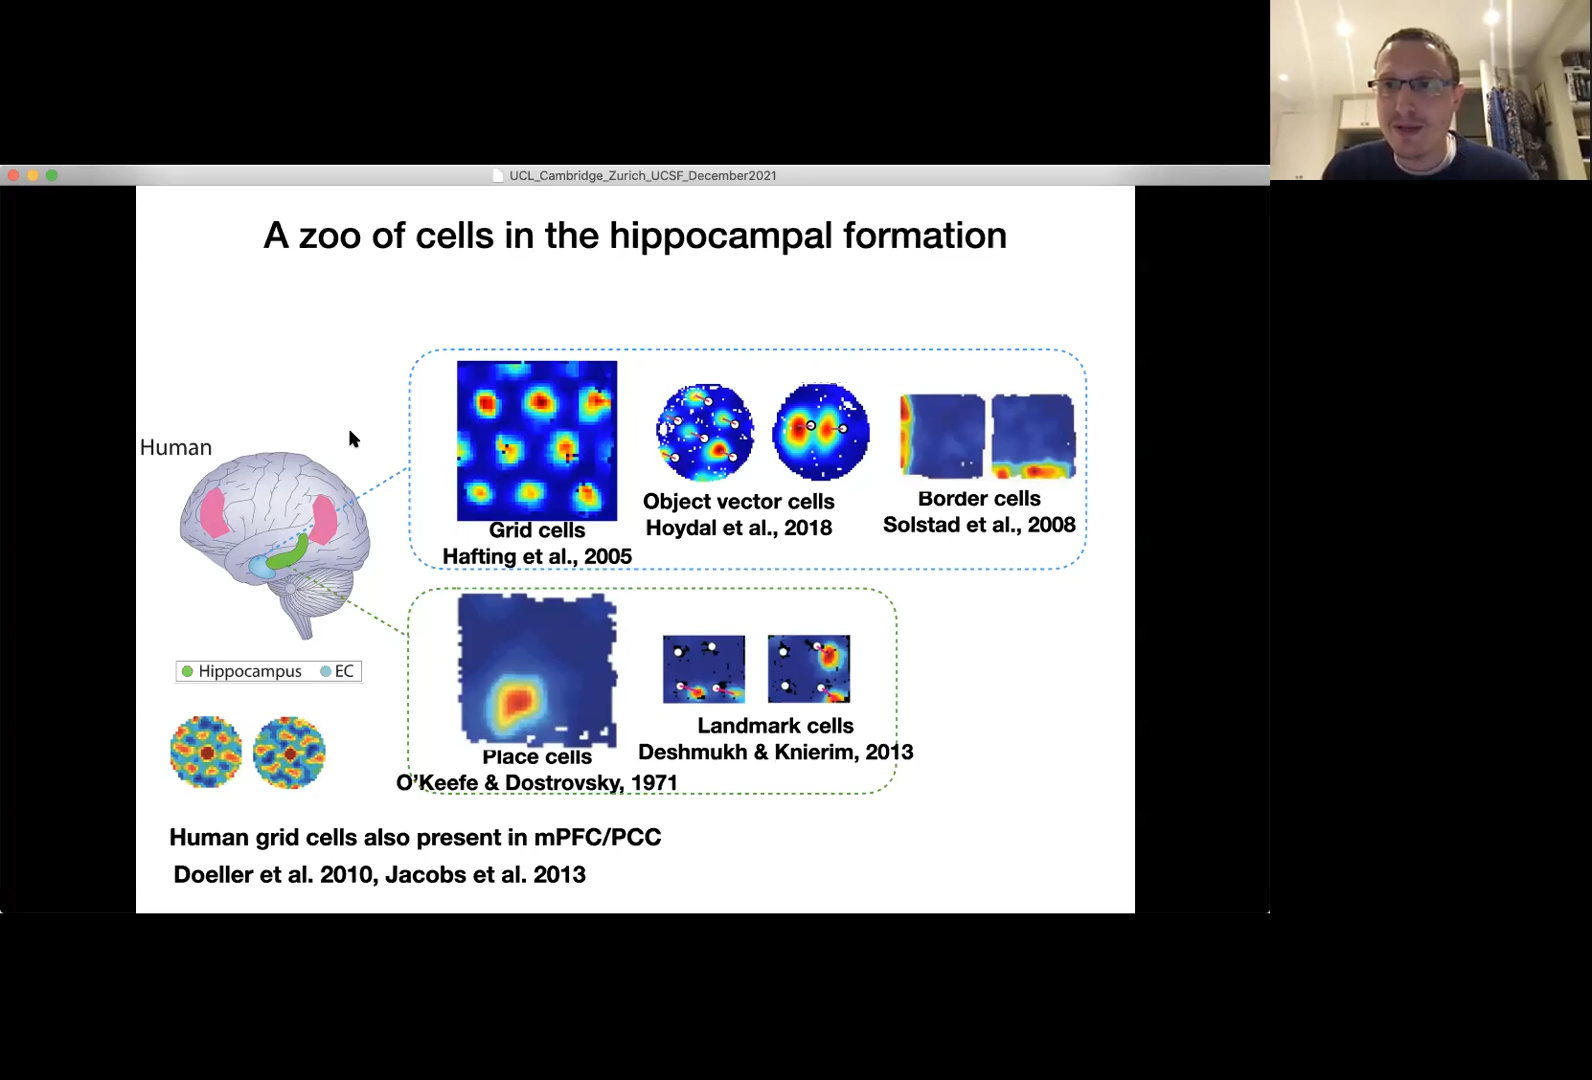 UCL_Cambridge_Zurich_UCSF_December2021
A zoo of cells in the hippocampal formation
Human
Grid cells
Hafting et al., 2005
Object vector cells
Hoydal et al., 2018
Border cells
Solstad et al., 2008
Hippocampus
EC
Place cells
O'Keefe & Dostrovsky, 1971
Landmark cells
Deshmukh & Knierim, 2013
Human grid cells also present in mPFC/PCC
Doeller et al. 2010, Jacobs et al. 2013